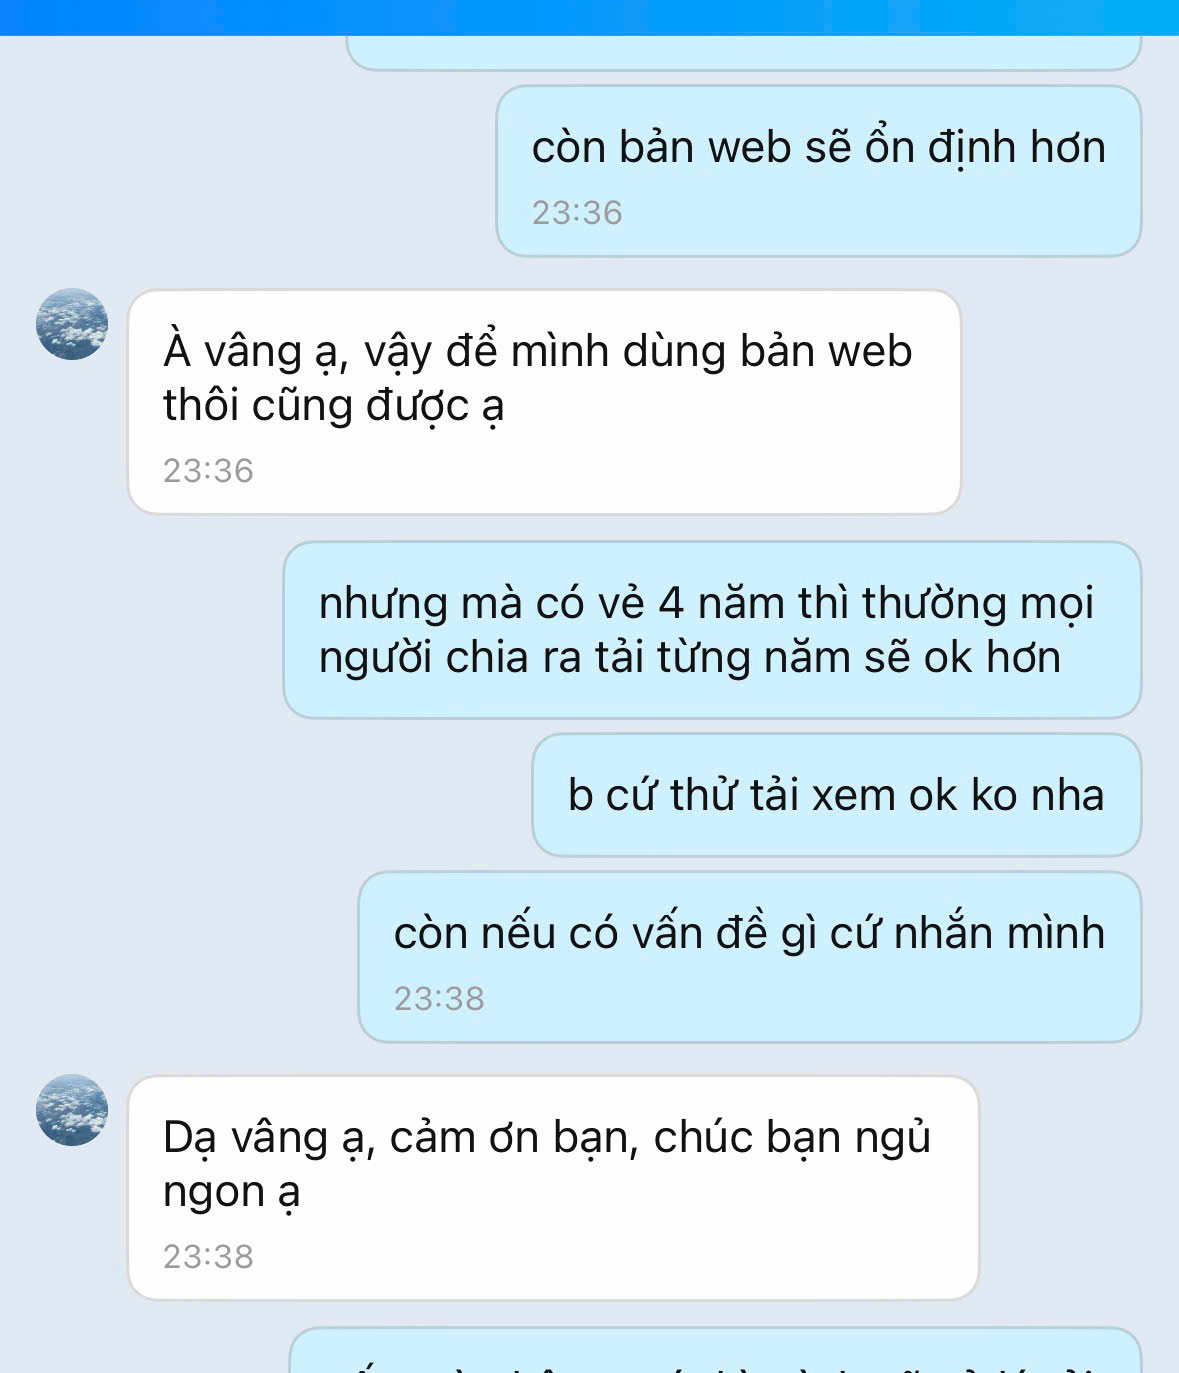 còn bản web sẽ ổn định hơn
23:36
À vâng ạ, vậy để mình dùng bản web
thôi cũng được ạ
23:36
nhưng mà có vẻ 4 năm thì thường mọi
người chia ra tải từng năm sẽ ok hơn
b cứ thử tải xem ok ko nha
còn nếu có vấn đề gì cứ nhắn mình
23:38
Dạ vâng ạ, cảm ơn bạn, chúc bạn ngủ
ngon ạ
23:38